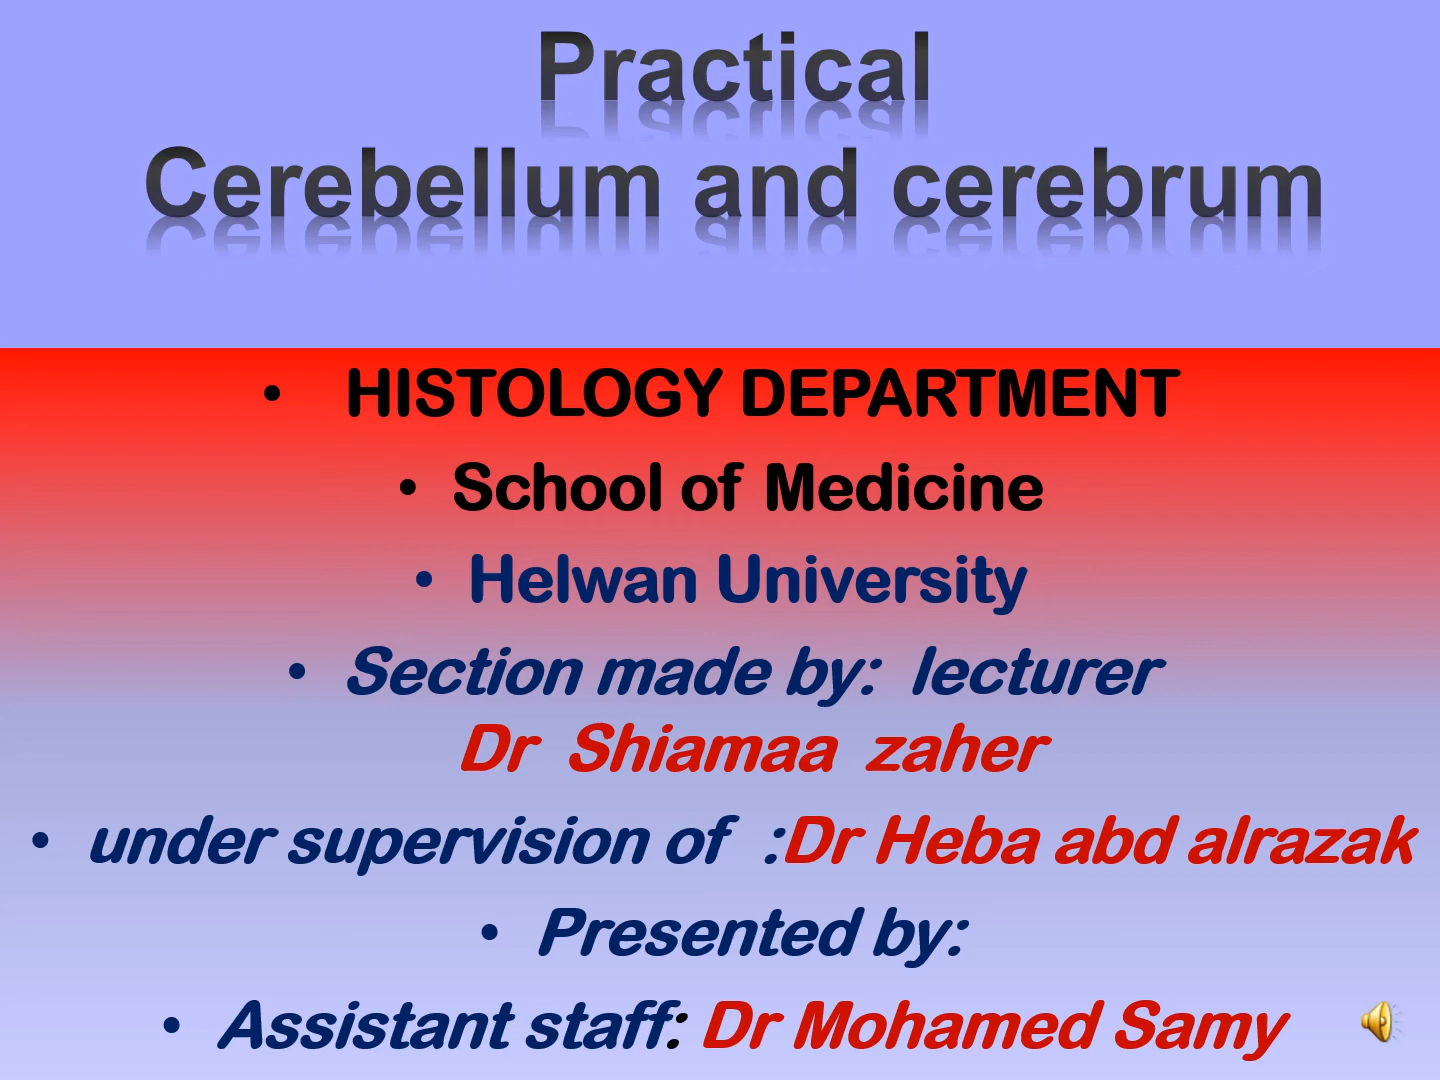 Practical
Cerebellum and cerebrum
• HISTOLOGY DEPARTMENT
• School of Medicine
• Helwan University
• Section made by: lecturer
Dr Shiamaa zaher
• under supervision of :Dr Heba abd alrazak
• Presented by:
• Assistant staff: Dr Mohamed Samy